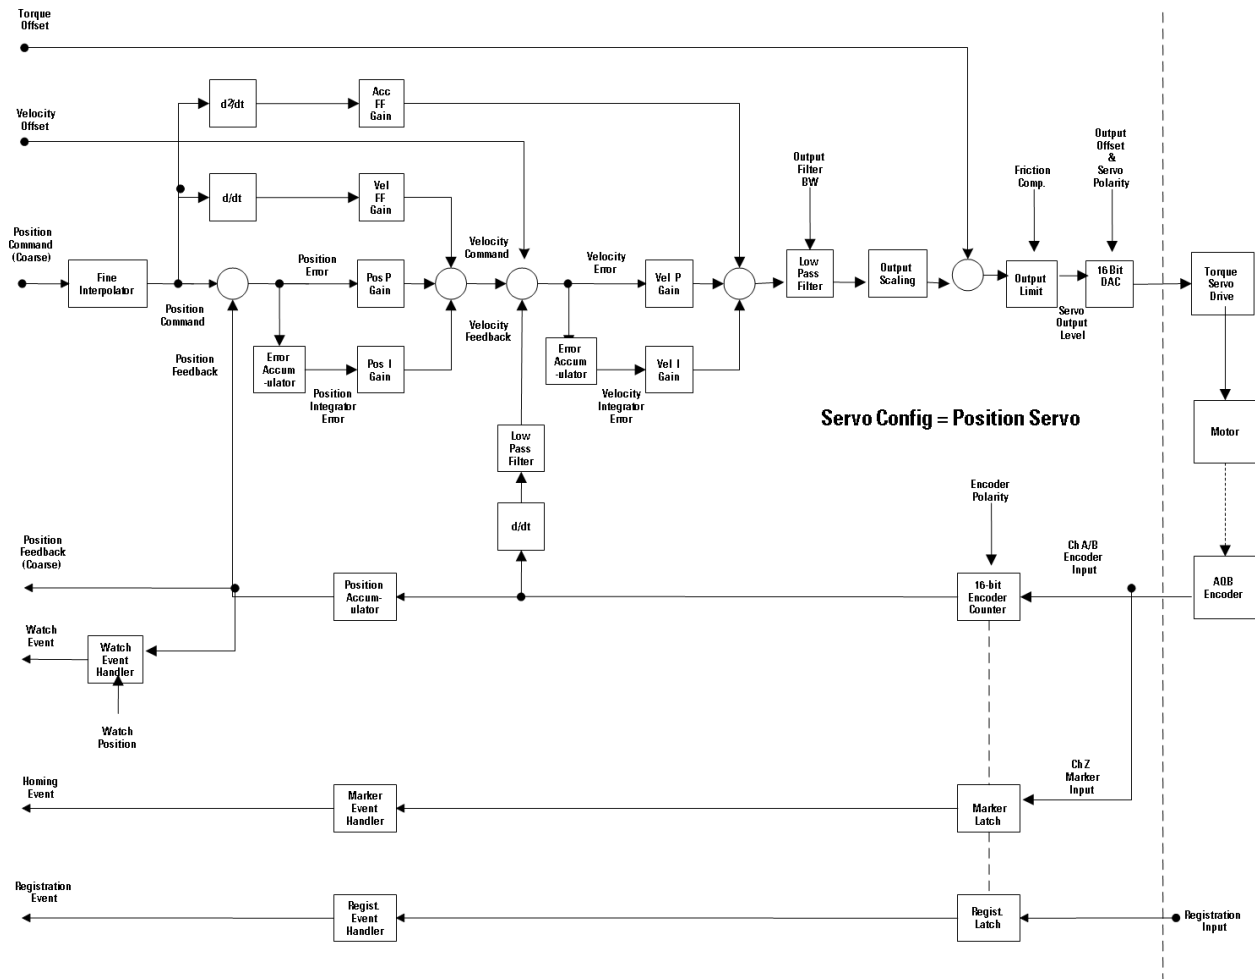 Torque
Offset
d²/dt
Acc
FF
Gain
Velocity
Offset
Output
Offset
&
Servo
Polarity
Output
Filter
BW
Friction
Comp.
d/dt
Vel
FF
Gain
Position
Command
(Coarse)
Velocity
Command
Position
Error
Velocity
Error
Fine
Interpolator
Pos P
Gain
Vel P
Gain
Low
Pass
Filter
Output
Scaling
Output
Limit
16 Bit
DAC
Torque
Servo
Drive
Position
Command
Velocity
Feedback
Servo
Output
Level
Position
Feedback
Error
Accum
-ulator
Pos I
Gain
Error
Accum
-ulator
Vel I
Gain
Position
Integrator
Error
Velocity
Integrator
Error
Servo Config = Position Servo
Low
Pass
Filter
Motor
Encoder
Polarity
d/dt
Position
Feedback
(Coarse)
Ch A/B
Encoder
Input
Position
Accum-
ulator
16-bit
Encoder
Counter
AQB
Encoder
Watch
Event
Watch
Event
Handler
Watch
Position
Homing
Event
Ch Z
Marker
Input
Marker
Event
Handler
Marker
Latch
Registration
Event
Regist.
Event
Handler
Regist.
Latch
Registration
Input